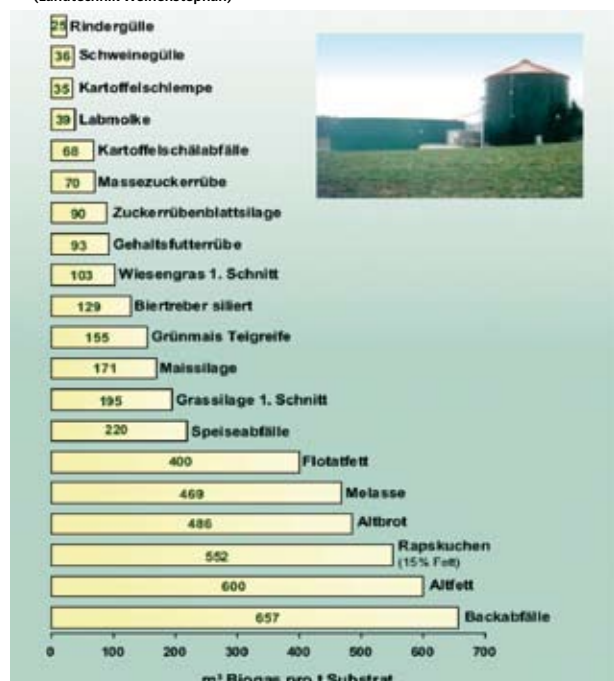 (Landtechnik Weihenstephan)
25 Rindergülle
36 Schweinegülle
35 Kartoffelschlempe
39 Labmolke
68 Kartoffelschälabfälle
70 Massezuckerrübe
90 Zuckerrübenblattsilage
93 Gehaltsfutterrübe
103 Wiesengras 1. Schnitt
129 Biertreber siliert
155 Grünmais Teigreife
171 Maissilage
195 Grassilage 1. Schnitt
220 Speiseabfälle
400 Flotatfett
469 Melasse
486 Altbrot
552 Rapskuchen
(15% Fett)
600 Altfett
657 Backabfälle
0 100 200 300 400 500 600 700
m³ Biogas pro t Substrat